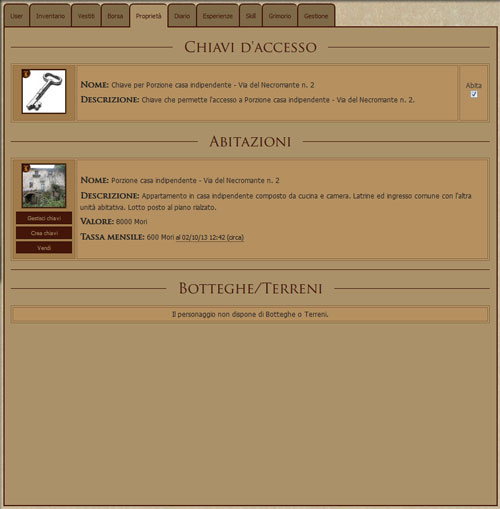 User Inventario Vestiti Borsa Proprietà Diario Esperienze Skill Grimorio Gestione
Chiavi d'accesso
Nome: Chiave per Porzione casa indipendente - Via del Necromante n. 2
Descrizione: Chiave che permette l'accesso a Porzione casa indipendente - Via del Necromante n. 2.
Abita
Abitazioni
Gestisci chiavi
Crea chiavi
Vendi
Nome: Porzione casa indipendente - Via del Necromante n. 2
Descrizione: Appartamento in casa indipendente composto da cucina e camera. Latrine ed ingresso comune con l'altra
unità abitativa. Lotto posto al piano rialzato.
Valore: 8000 Mori
Tassa mensile: 600 Mori al 02/10/13 12:42 (circa)
Botteghe/Terreni
Il personaggio non dispone di Botteghe o Terreni.